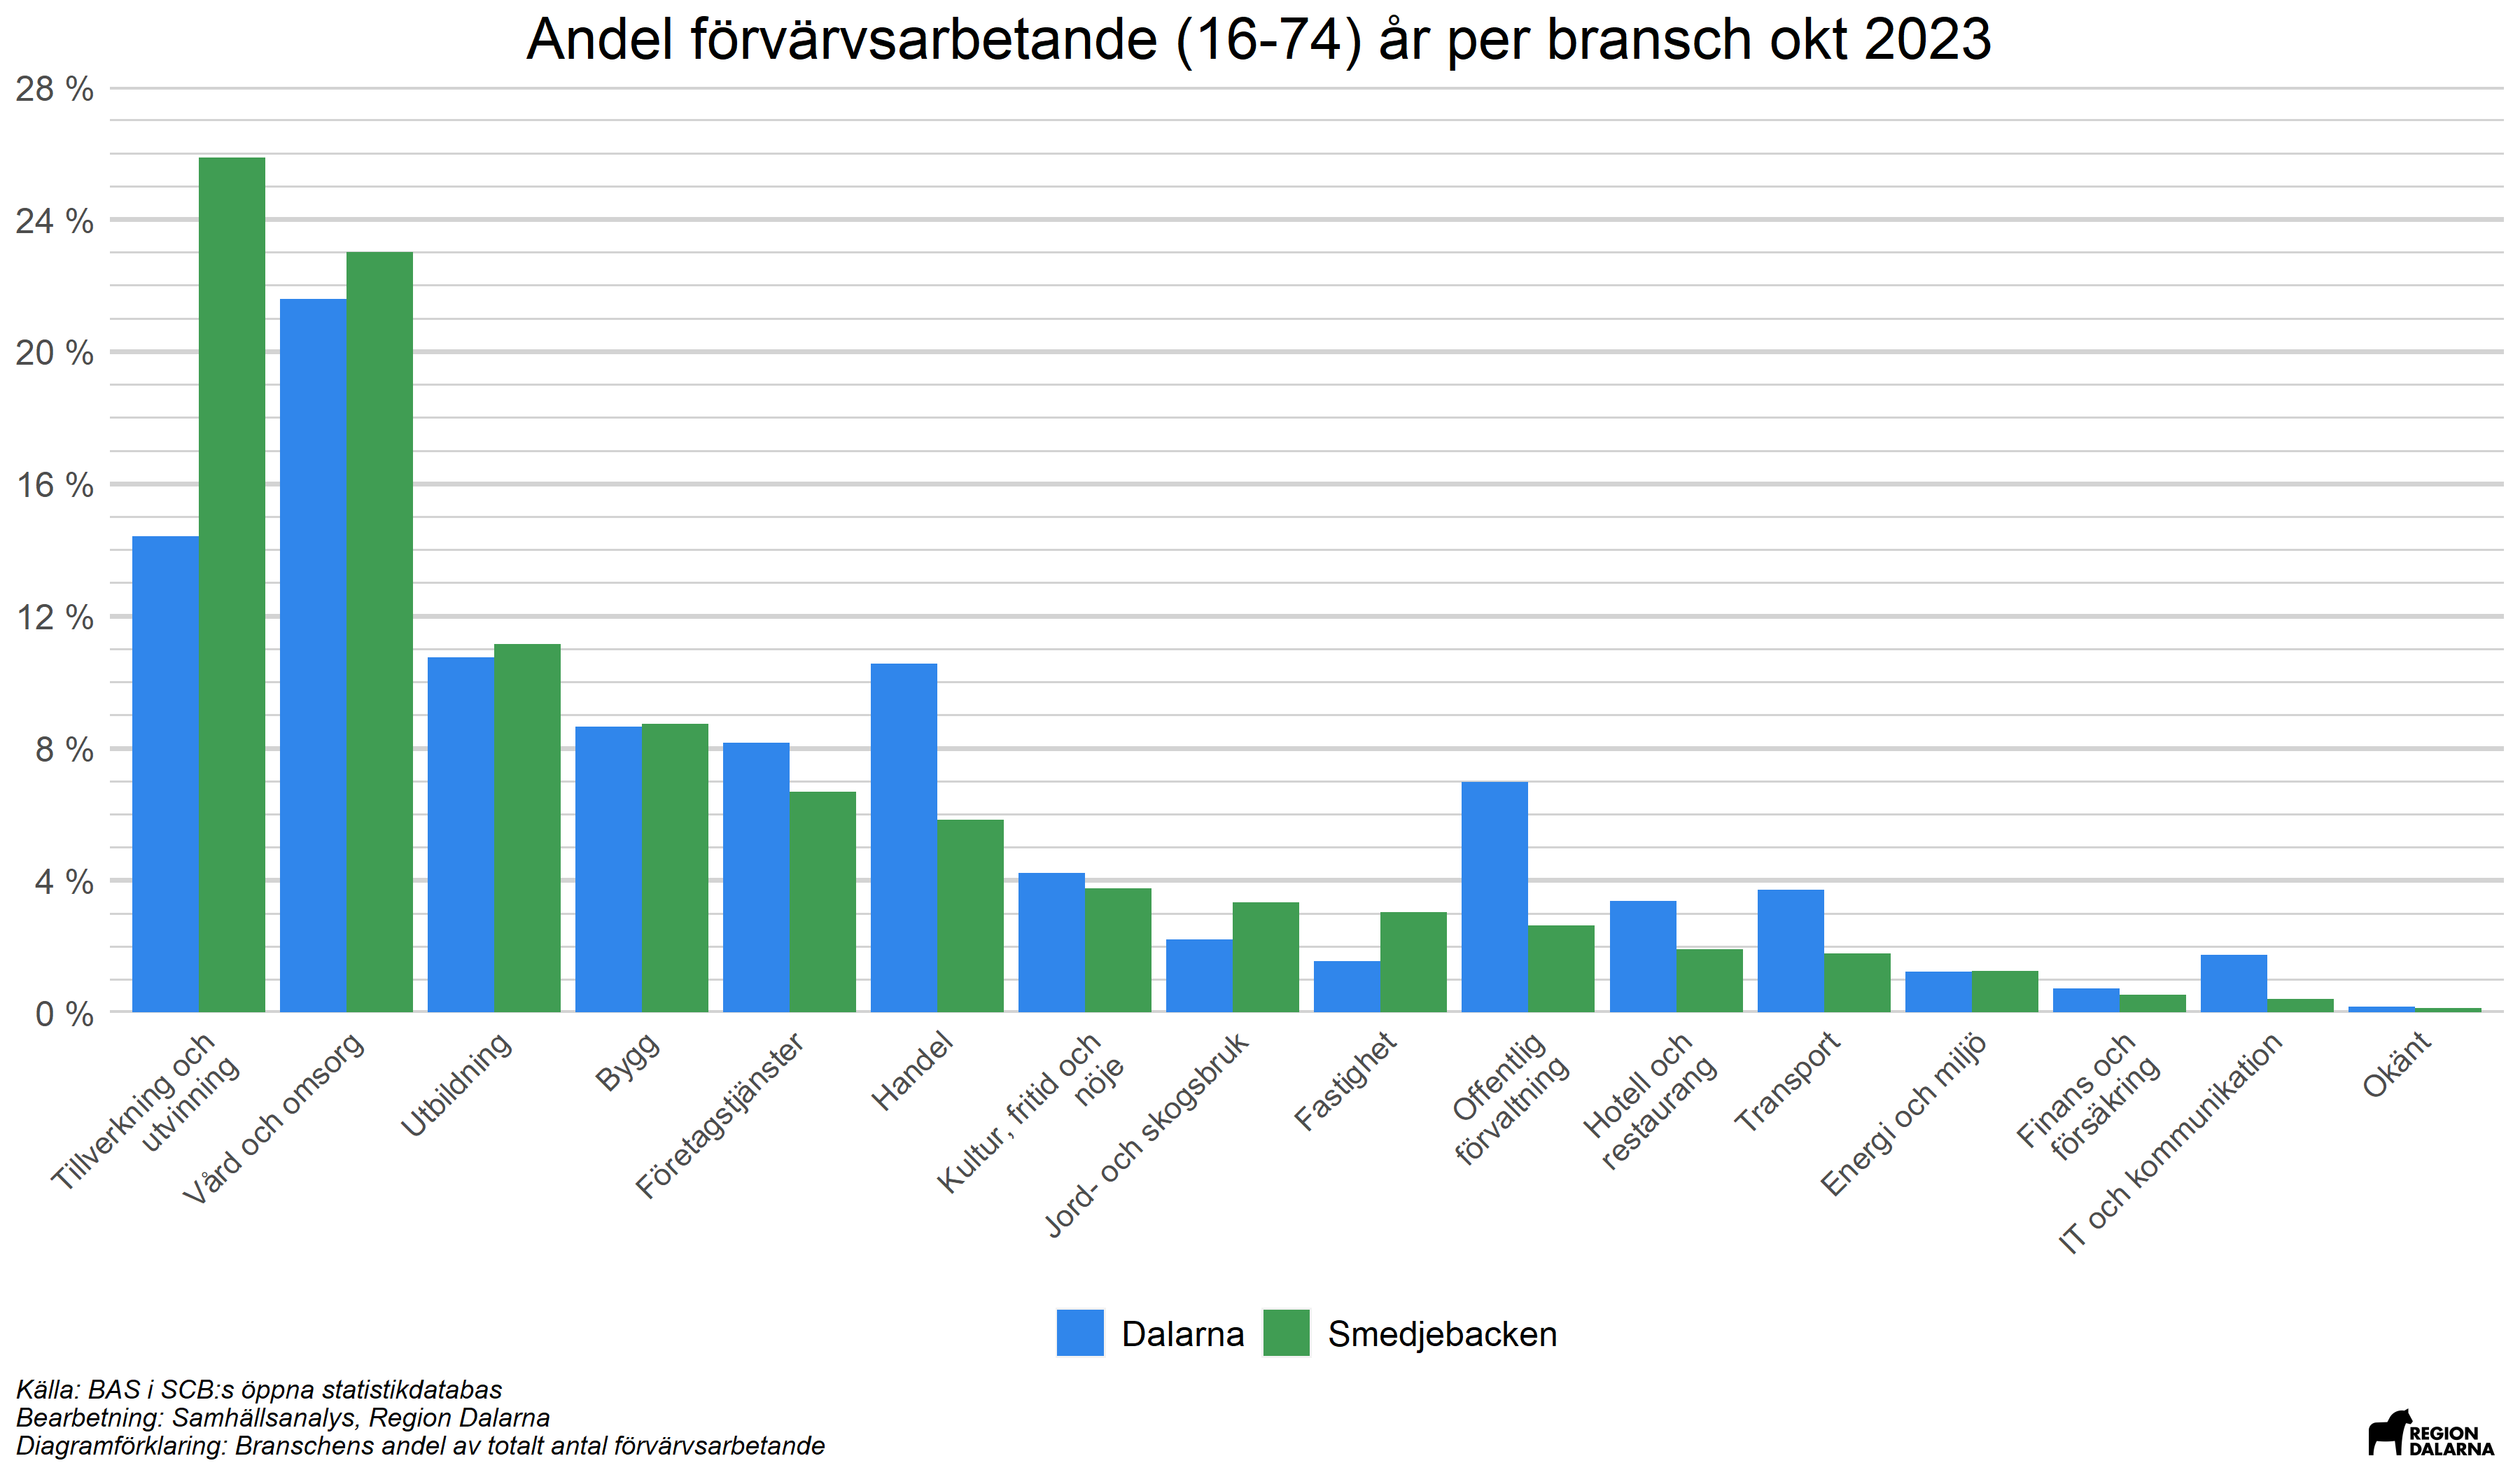 Andel förvärvsarbetande (16-74) år per bransch okt 2023
28 %
24 %
20 %
16 %
12 %
8 %
4 %
0 %
Tillverkning och
utvinning
Vård och omsorg
Utbildning
Bygg
Företagstjänster
Handel
Kultur, fritid och
nöje
Jord- och skogsbruk
Fastighet
Offentlig
förvaltning
Hotell och
restaurang
Transport
Energi och miljö
Finans och
försäkring
IT och kommunikation
Okänt
Dalarna
Smedjebacken
Källa: BAS i SCB:s öppna statistikdatabas
Bearbetning: Samhällsanalys, Region Dalarna
Diagramförklaring: Branschens andel av totalt antal förvärvsarbetande
REGION
DALARNA